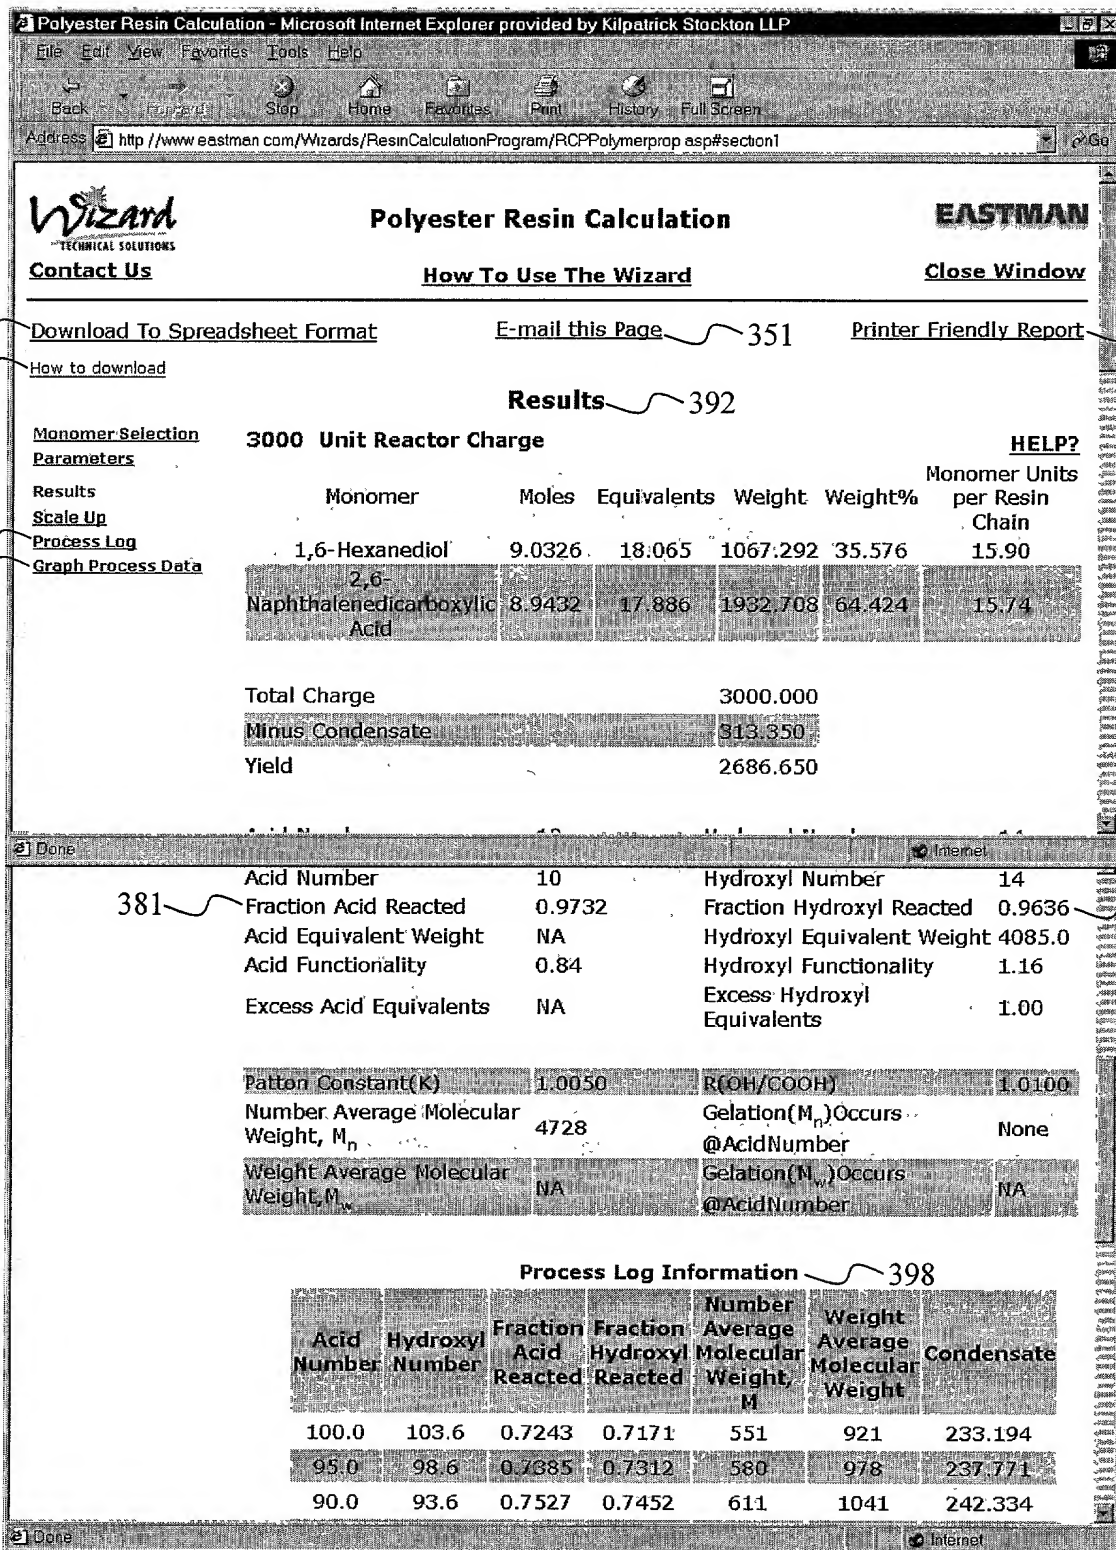 Polyester Resin Calculation - Microsoft Internet Explorer provided by Kilpatrick Stockton LLP
File Edit View Favorites Tools Help
Back Forward Stop Home Favorites Print History Full Screen
Address http //www eastman com/Wizards/ResinCalculationProgram/RCPPolymerprop asp#section1 Go
Wizard
TECHNICAL SOLUTIONS
Polyester Resin Calculation
EASTMAN
Contact Us How To Use The Wizard Close Window
Download To Spreadsheet Format E-mail this Page 351 Printer Friendly Report
How to download
Results 392
Monomer Selection
Parameters
Results
Scale Up
Process Log
Graph Process Data
3000 Unit Reactor Charge HELP?
Monomer Moles Equivalents Weight Weight% Monomer Units
per Resin
Chain
1,6-Hexanediol 9.0326 18.065 1067.292 35.576 15.90
2,6-
Naphthalenedicarboxylic 8.9432 17.886 1932.708 64.424 15.74
Acid
Total Charge 3000.000
Minus Condensate 313.350
Yield 2686.650
Done Internet
Acid Number 10 Hydroxyl Number 14
381 Fraction Acid Reacted 0.9732 Fraction Hydroxyl Reacted 0.9636
Acid Equivalent Weight NA Hydroxyl Equivalent Weight 4085.0
Acid Functionality 0.84 Hydroxyl Functionality 1.16
Excess Acid Equivalents NA Excess Hydroxyl
Equivalents 1.00
Patton Constant(K) 1.0050 R(OH/COOH) 1.0100
Number Average Molecular
Weight, Mn 4728 Gelation(Mn)Occurs
@AcidNumber None
Weight Average Molecular
Weight,Mw NA Gelation(Mw)Occurs
@AcidNumber NA
Process Log Information 398
Acid
Number Hydroxyl
Number Fraction
Acid
Reacted Fraction
Hydroxyl
Reacted Number
Average
Molecular
Weight,
M Weight
Average
Molecular
Weight Condensate
100.0 103.6 0.7243 0.7171 551 921 233.194
95.0 98.6 0.7385 0.7312 580 978 237.771
90.0 93.6 0.7527 0.7452 611 1041 242.334
Done Internet